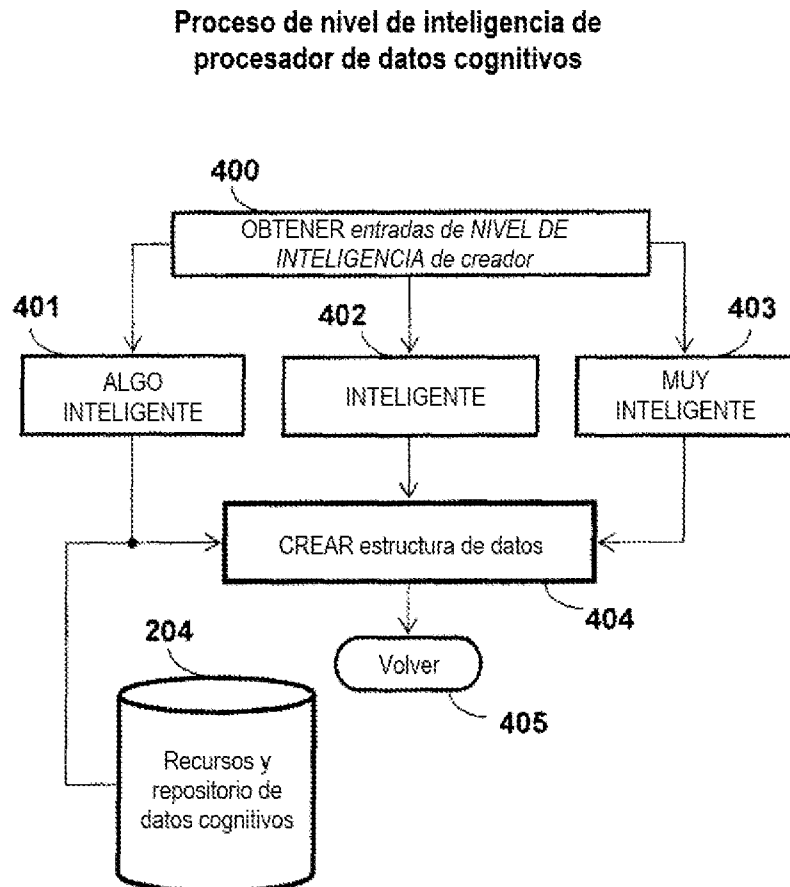 Proceso de nivel de inteligencia de
procesador de datos cognitivos
400
OBTENER entradas de NIVEL DE
INTELIGENCIA de creador
401
402
403
ALGO
INTELIGENTE
INTELIGENTE
MUY
INTELIGENTE
CREAR estructura de datos
404
204
Volver
405
Recursos y
repositorio de
datos cognitivos